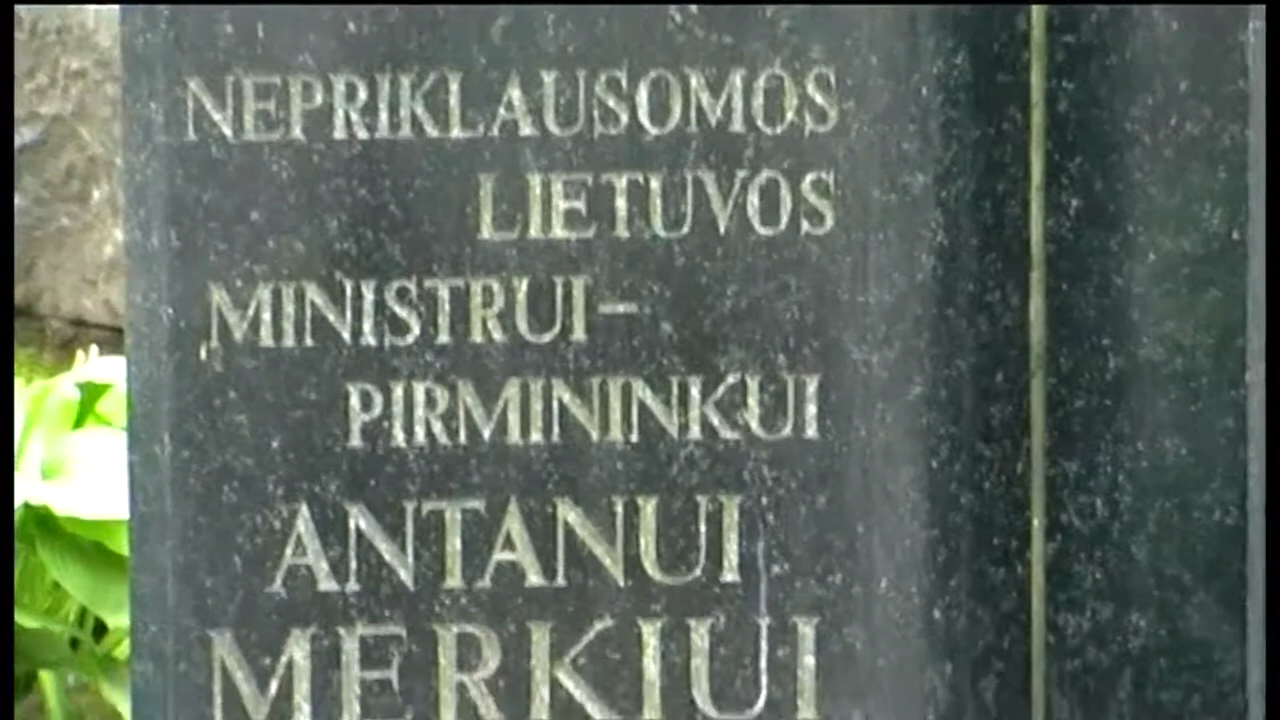 NEPRIKLAUSOMOS
LIETUVOS
MINISTRUI-
PIRMININKUI
ANTANUI
MERKIUI